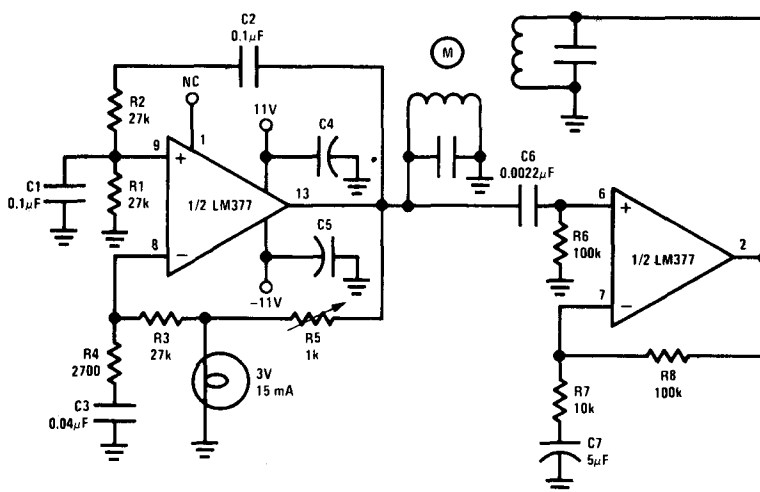 C2
0.1µF
M
NC
R2
27k
11V
C4
1
9
+
C6
0.0022µF
C1
0.1µF
R1
27k
1/2 LM377
13
6
+
8
−
C5
R6
100k
1/2 LM377
2
−11V
7
−
R3
27k
R5
1k
R4
2700
3V
15 mA
R8
100k
R7
10k
C3
0.04µF
C7
5µF